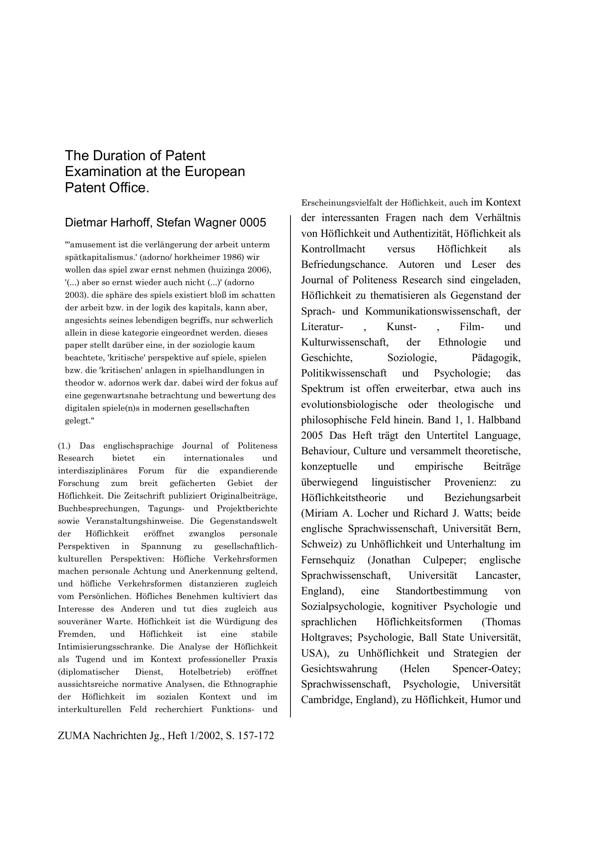 The Duration of Patent
Examination at the European
Patent Office.
Dietmar Harhoff, Stefan Wagner 0005
"'amusement ist die verlängerung der arbeit unterm
spätkapitalismus.' (adorno/ horkheimer 1986) wir
wollen das spiel zwar ernst nehmen (huizinga 2006),
'(...) aber so ernst wieder auch nicht (...)' (adorno
2003). die sphäre des spiels existiert bloß im schatten
der arbeit bzw. in der logik des kapitals, kann aber,
angesichts seines lebendigen begriffs, nur schwerlich
allein in diese kategorie eingeordnet werden. dieses
paper stellt darüber eine, in der soziologie kaum
beachtete, 'kritische' perspektive auf spiele, spielen
bzw. die 'kritischen' anlagen in spielhandlungen in
theodor w. adornos werk dar. dabei wird der fokus auf
eine gegenwartsnahe betrachtung und bewertung des
digitalen spiele(n)s in modernen gesellschaften
gelegt."
(1.) Das englischsprachige Journal of Politeness
Research bietet ein internationales und
interdisziplinäres Forum für die expandierende
Forschung zum breit gefächerten Gebiet der
Höflichkeit. Die Zeitschrift publiziert Originalbeiträge,
Buchbesprechungen, Tagungs- und Projektberichte
sowie Veranstaltungshinweise. Die Gegenstandswelt
der Höflichkeit eröffnet zwanglos personale
Perspektiven in Spannung zu gesellschaftlich-
kulturellen Perspektiven: Höfliche Verkehrsformen
machen personale Achtung und Anerkennung geltend,
und höfliche Verkehrsformen distanzieren zugleich
vom Persönlichen. Höfliches Benehmen kultiviert das
Interesse des Anderen und tut dies zugleich aus
souveräner Warte. Höflichkeit ist die Würdigung des
Fremden, und Höflichkeit ist eine stabile
Intimisierungsschranke. Die Analyse der Höflichkeit
als Tugend und im Kontext professioneller Praxis
(diplomatischer Dienst, Hotelbetrieb) eröffnet
aussichtsreiche normative Analysen, die Ethnographie
der Höflichkeit im sozialen Kontext und im
interkulturellen Feld recherchiert Funktions- und
Erscheinungsvielfalt der Höflichkeit, auch im Kontext
der interessanten Fragen nach dem Verhältnis
von Höflichkeit und Authentizität, Höflichkeit als
Kontrollmacht versus Höflichkeit als
Befriedungschance. Autoren und Leser des
Journal of Politeness Research sind eingeladen,
Höflichkeit zu thematisieren als Gegenstand der
Sprach- und Kommunikationswissenschaft, der
Literatur- , Kunst- , Film- und
Kulturwissenschaft, der Ethnologie und
Geschichte, Soziologie, Pädagogik,
Politikwissenschaft und Psychologie; das
Spektrum ist offen erweiterbar, etwa auch ins
evolutionsbiologische oder theologische und
philosophische Feld hinein. Band 1, 1. Halbband
2005 Das Heft trägt den Untertitel Language,
Behaviour, Culture und versammelt theoretische,
konzeptuelle und empirische Beiträge
überwiegend linguistischer Provenienz: zu
Höflichkeitstheorie und Beziehungsarbeit
(Miriam A. Locher und Richard J. Watts; beide
englische Sprachwissenschaft, Universität Bern,
Schweiz) zu Unhöflichkeit und Unterhaltung im
Fernsehquiz (Jonathan Culpeper; englische
Sprachwissenschaft, Universität Lancaster,
England), eine Standortbestimmung von
Sozialpsychologie, kognitiver Psychologie und
sprachlichen Höflichkeitsformen (Thomas
Holtgraves; Psychologie, Ball State Universität,
USA), zu Unhöflichkeit und Strategien der
Gesichtswahrung (Helen Spencer-Oatey;
Sprachwissenschaft, Psychologie, Universität
Cambridge, England), zu Höflichkeit, Humor und
ZUMA Nachrichten Jg., Heft 1/2002, S. 157-172